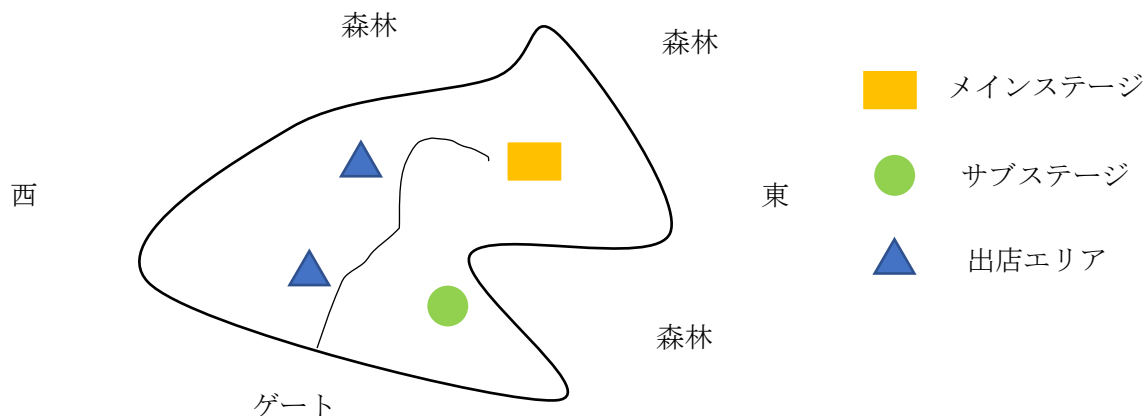 森林
森林
メインステージ
西
東
サブステージ
出店エリア
森林
ゲート